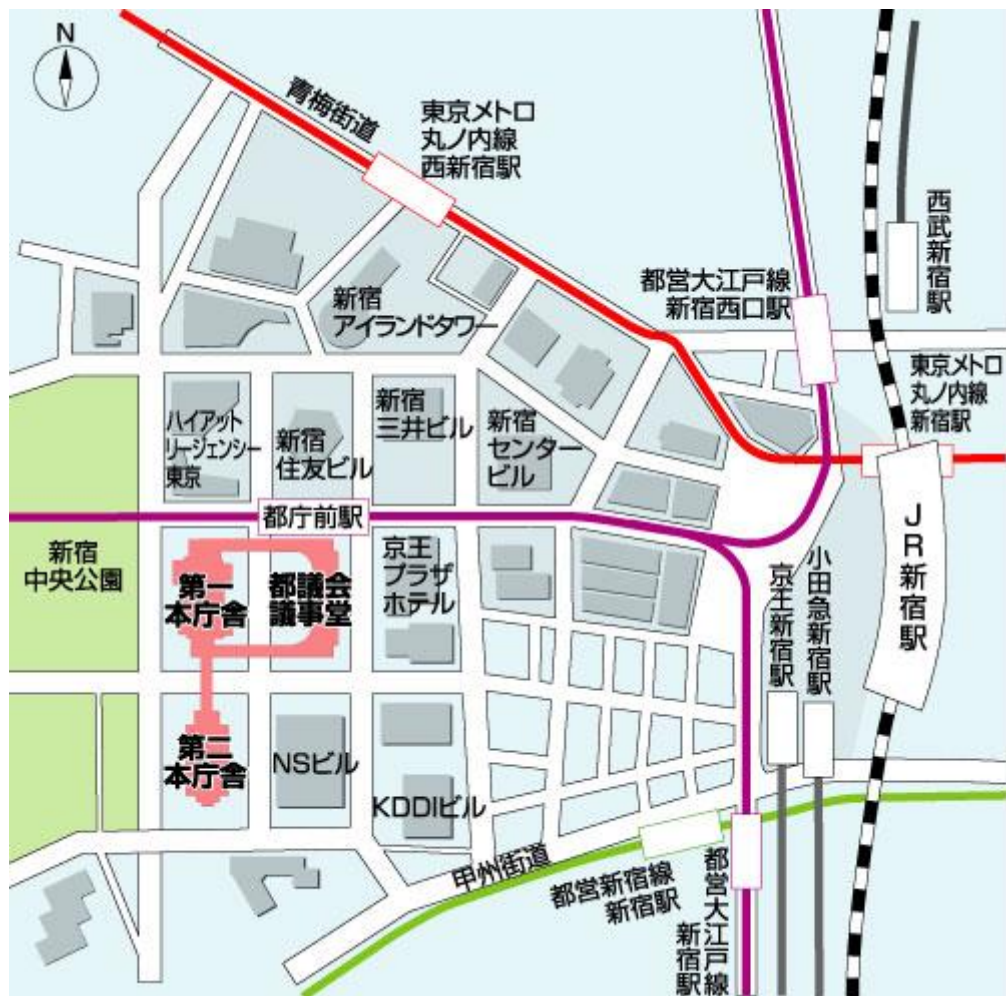 N
青梅街道
東京メトロ
丸ノ内線
西新宿駅
西武新宿駅
都営大江戸線
新宿西口駅
新宿
アイランドタワー
東京メトロ
丸ノ内線
新宿駅
ハイアット
リージェンシー
東京
新宿
住友ビル
新宿
三井ビル
新宿
センター
ビル
都庁前駅
JR新宿駅
新宿
中央公園
第一
本庁舎
都議会
議事堂
京王
プラザ
ホテル
京王新宿駅
小田急新宿駅
第二
本庁舎
NSビル
KDDIビル
甲州街道
都営新宿線
新宿駅
都営大江戸線
新宿駅